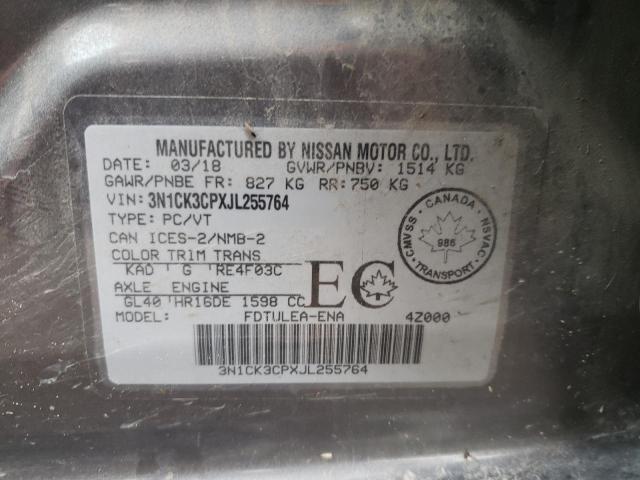 MANUFACTURED BY NISSAN MOTOR CO., LTD.
DATE: 03/18 GVWR/PNBV: 1514 KG
GAWR/PNBE FR: 827 KG RR: 750 KG
VIN: 3N1CK3CPXJL255764
TYPE: PC/VT
CAN ICES-2/NMB-2
COLOR TRIM TRANS
KAD ' G ' RE4F03C
AXLE ENGINE
GL40 ' HR16DE 1598 CC
MODEL: FDTULEA-ENA 4Z000
EC
CANADA
CMVSS
NSVAC
986
TRANSPORT
3N1CK3CPXJL255764